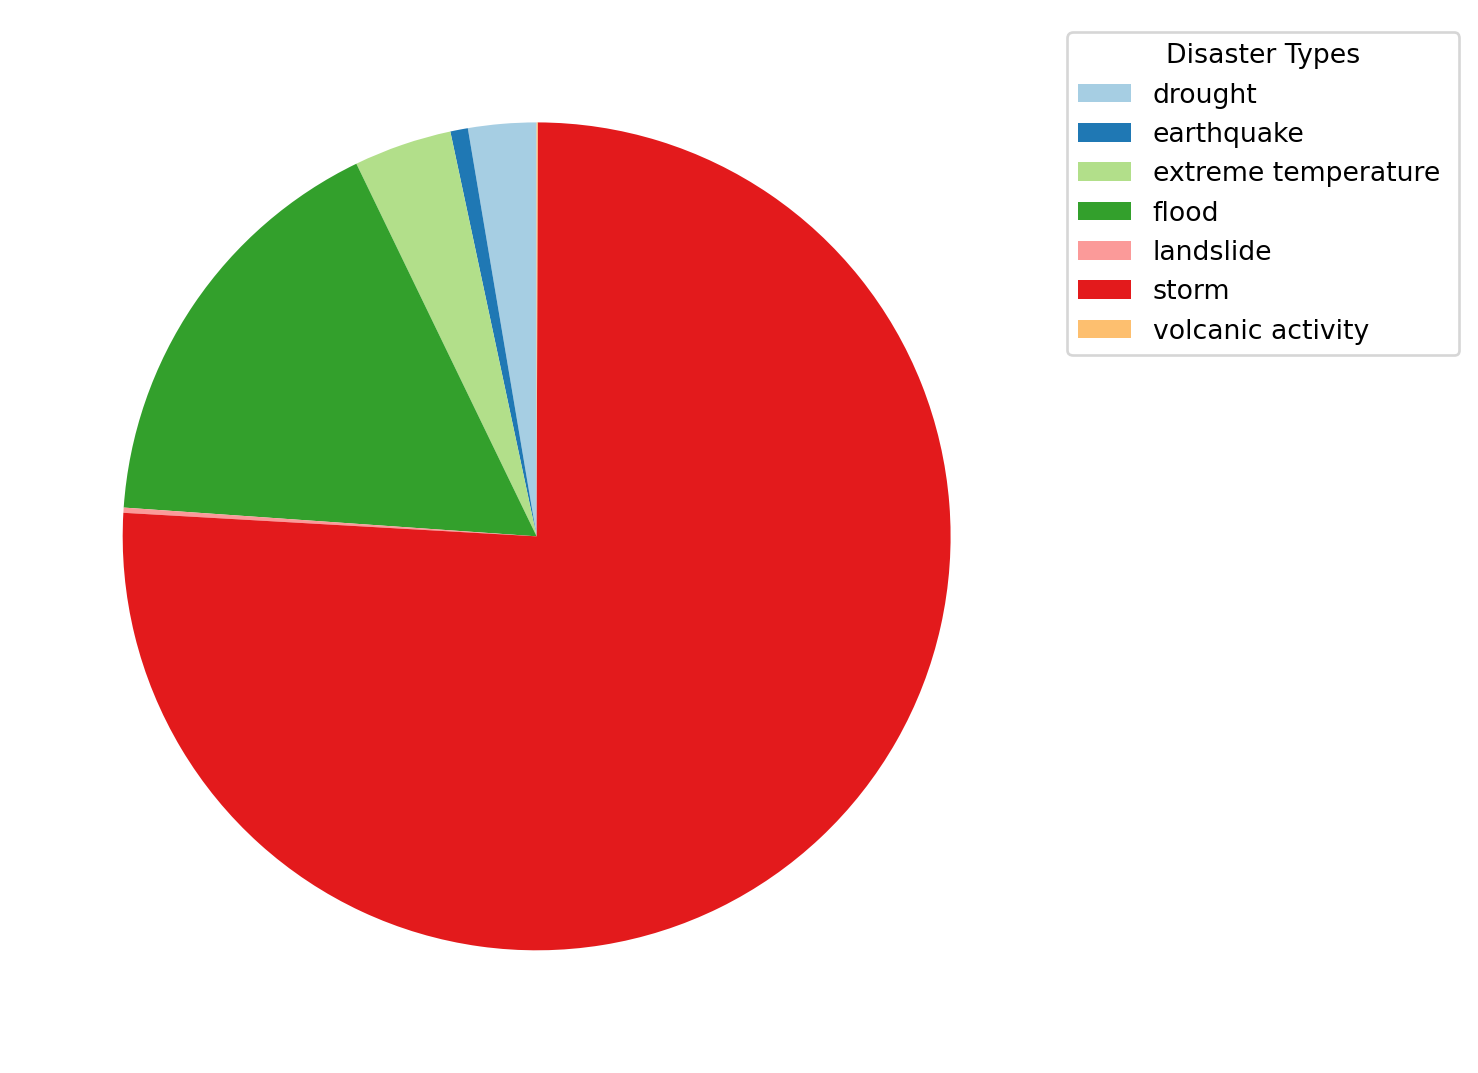 Disaster Types
drought
earthquake
extreme temperature
flood
landslide
storm
volcanic activity